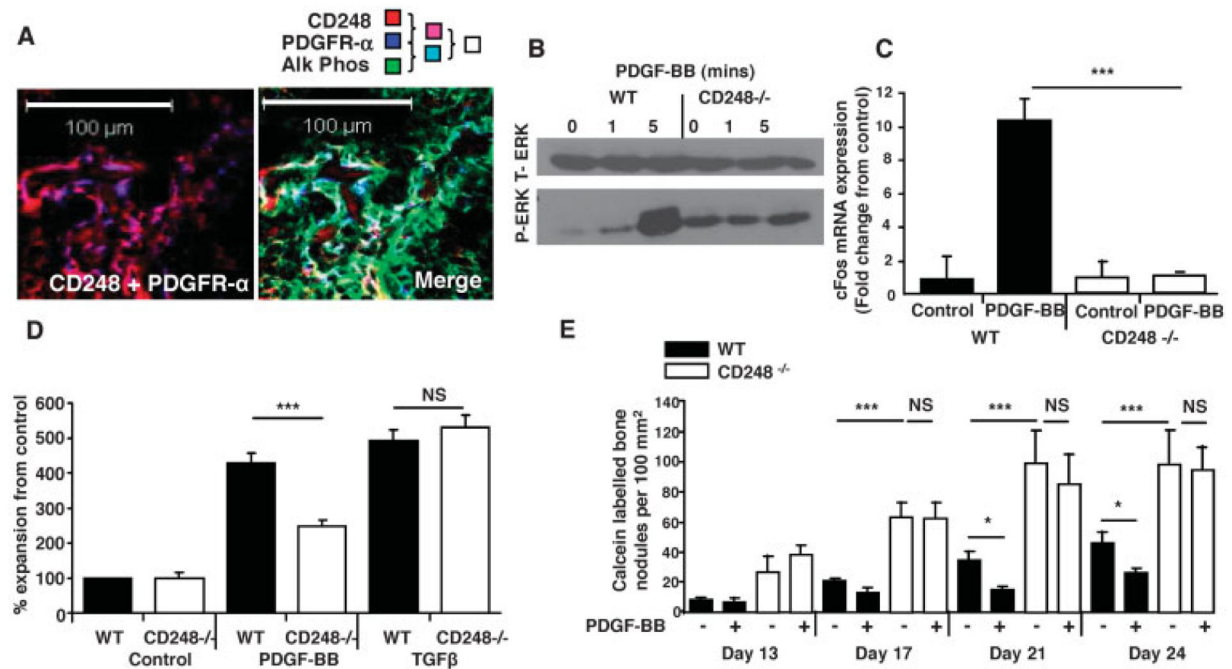 A
CD248
PDGFR-α
Alk Phos
100 µm
100 µm
CD248 + PDGFR-α
Merge
B
PDGF-BB (mins)
WT CD248-/-
0 1 5 0 1 5
T- ERK
P-ERK
C
cFos mRNA expression
(Fold change from control)
***
12
10
8
6
4
2
0
Control PDGF-BB Control PDGF-BB
WT CD248 -/-
D
% expansion from control
600
500
400
300
200
100
0
***
NS
WT CD248-/- WT CD248-/- WT CD248-/-
Control PDGF-BB TGFβ
E
WT
CD248 -/-
Calcein labelled bone
nodules per 100 mm²
140
120
100
80
60
40
20
0
*** NS *** NS *** NS
* *
PDGF-BB - + - + - + - + - + - + - + - +
Day 13 Day 17 Day 21 Day 24